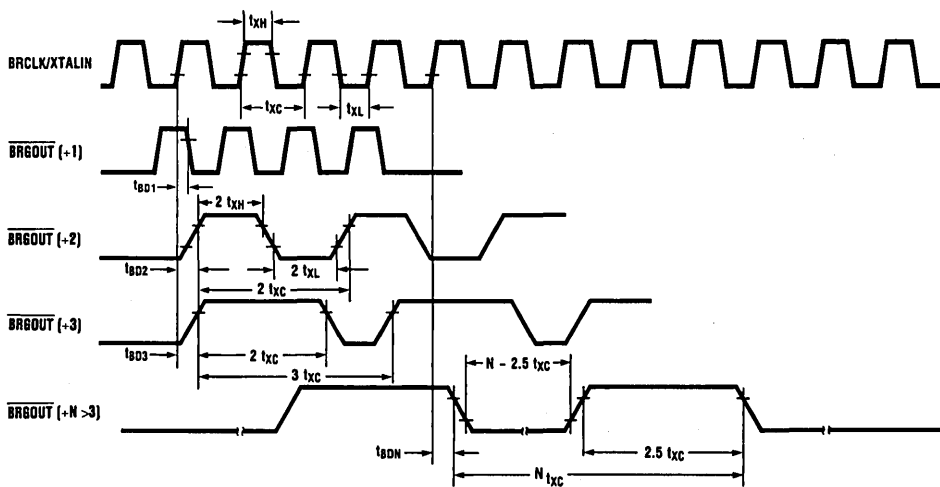 tXH
BRCLK/XTALIN
tXC
tXL
BRGOUT (+1)
tBD1
2 tXH
BRGOUT (+2)
tBD2
2 tXL
2 tXC
BRGOUT (+3)
tBD3
2 tXC
N - 2.5 tXC
3 tXC
BRGOUT (+N >3)
tBDN
2.5 tXC
N tXC